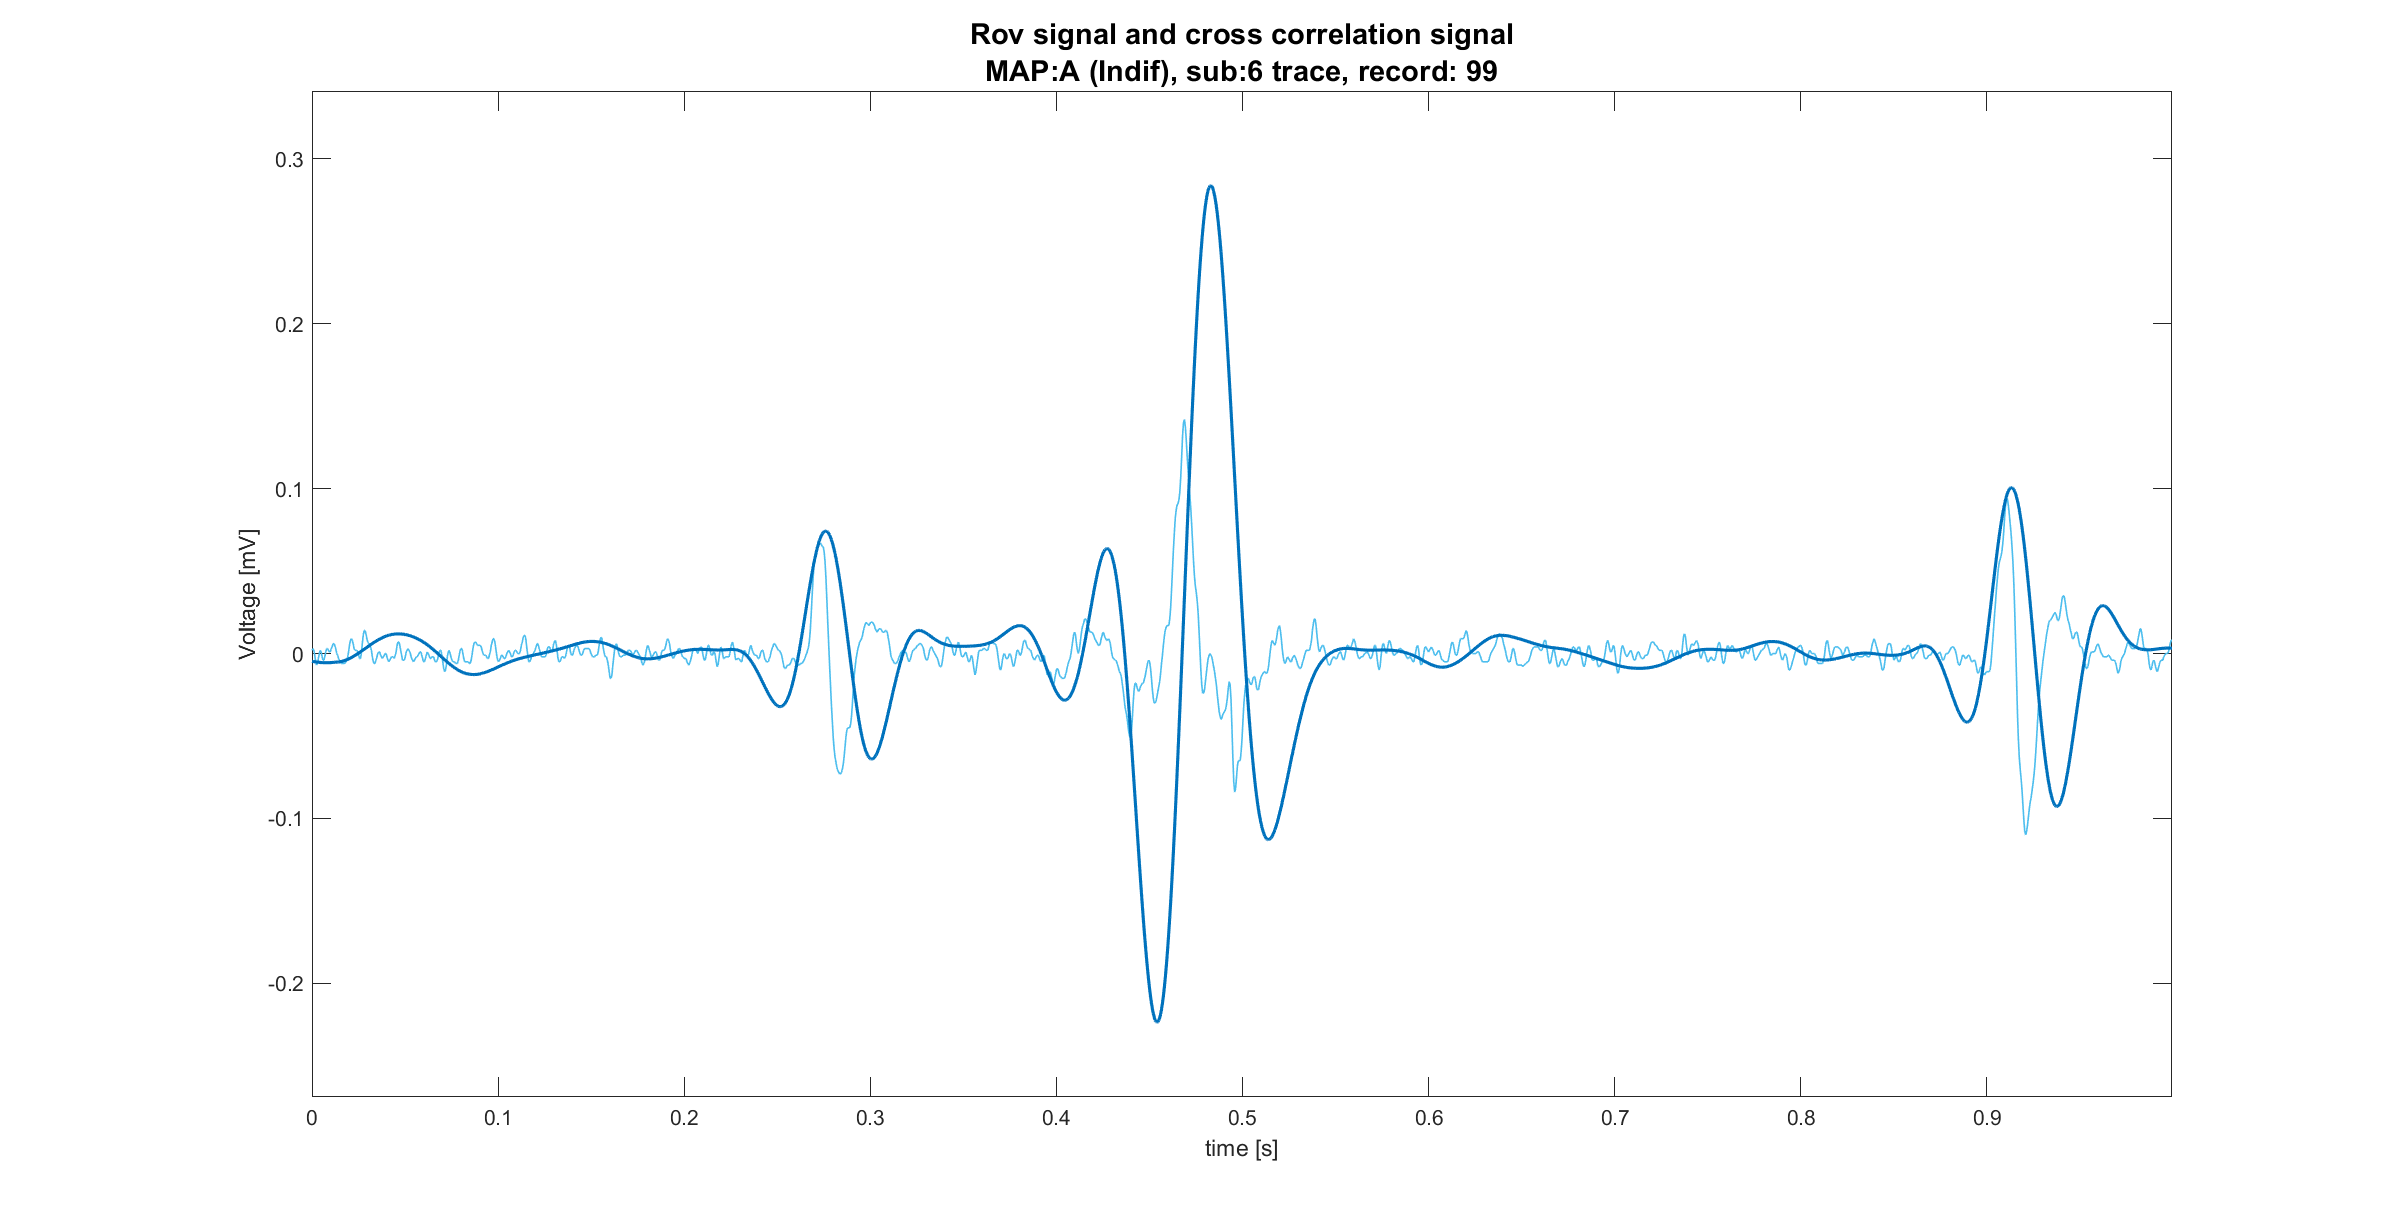 Rov signal and cross correlation signal
MAP:A (Indif), sub:6 trace, record: 99
Voltage [mV]
0.3
0.2
0.1
0
-0.1
-0.2
0 0.1 0.2 0.3 0.4 0.5 0.6 0.7 0.8 0.9
time [s]